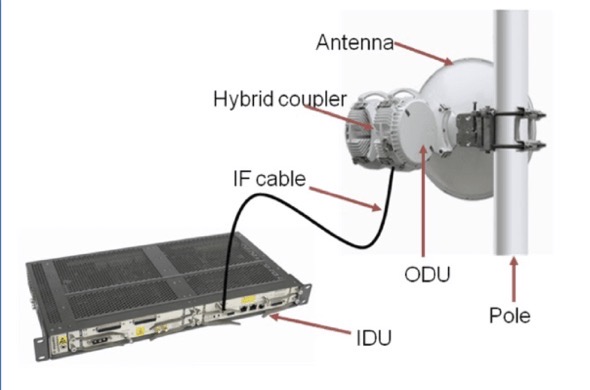 Antenna
Hybrid coupler
IF cable
ODU
Pole
IDU